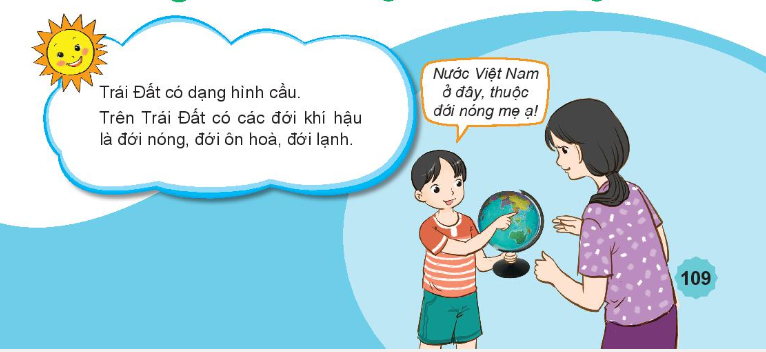 Trái Đất có dạng hình cầu.
Trên Trái Đất có các đới khí hậu
là đới nóng, đới ôn hoà, đới lạnh.
Nước Việt Nam
ở đây, thuộc
đới nóng mẹ ạ!
109